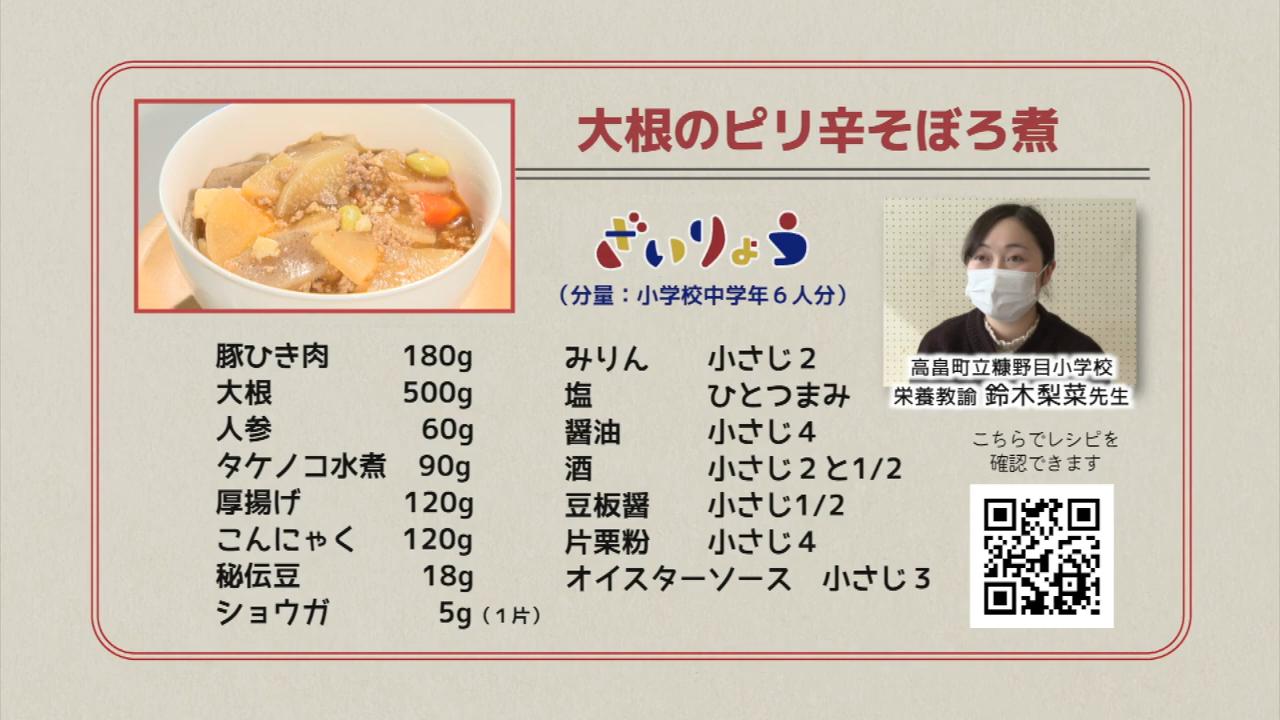 大根のピリ辛そぼろ煮
ざいりょう
（分量：小学校中学年６人分）
豚ひき肉 180g
大根 500g
人参 60g
タケノコ水煮 90g
厚揚げ 120g
こんにゃく 120g
秘伝豆 18g
ショウガ 5g（１片）
みりん 小さじ２
塩 ひとつまみ
醤油 小さじ４
酒 小さじ２と1/2
豆板醤 小さじ1/2
片栗粉 小さじ４
オイスターソース 小さじ３
高畠町立糠野目小学校
栄養教諭 鈴木梨菜先生
こちらでレシピを
確認できます